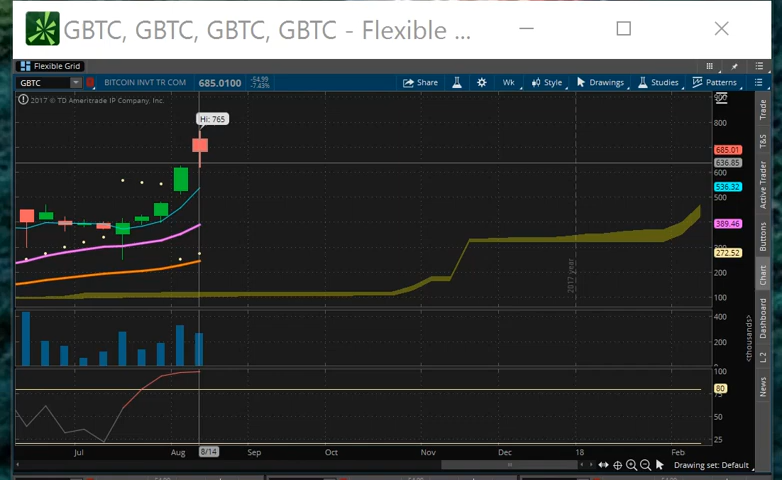 GBTC, GBTC, GBTC, GBTC - Flexible ...
Flexible Grid
GBTC BITCOIN INVT TR COM 685.0100 -54.99 -7.43% Share Wk Style Drawings Studies Patterns
2017 © TD Ameritrade IP Company, Inc.
Hi: 765
900
800
685.01
636.85
600
536.32
500
389.46
272.52
200
100
2017 year
400
200
<thousands>
100
80
75
50
25
Jul Aug 8/14 Sep Oct Nov Dec 18 Feb
Drawing set: Default
Trade
T&S
Active Trader
Buttons
Chart
Dashboard
L 2
News